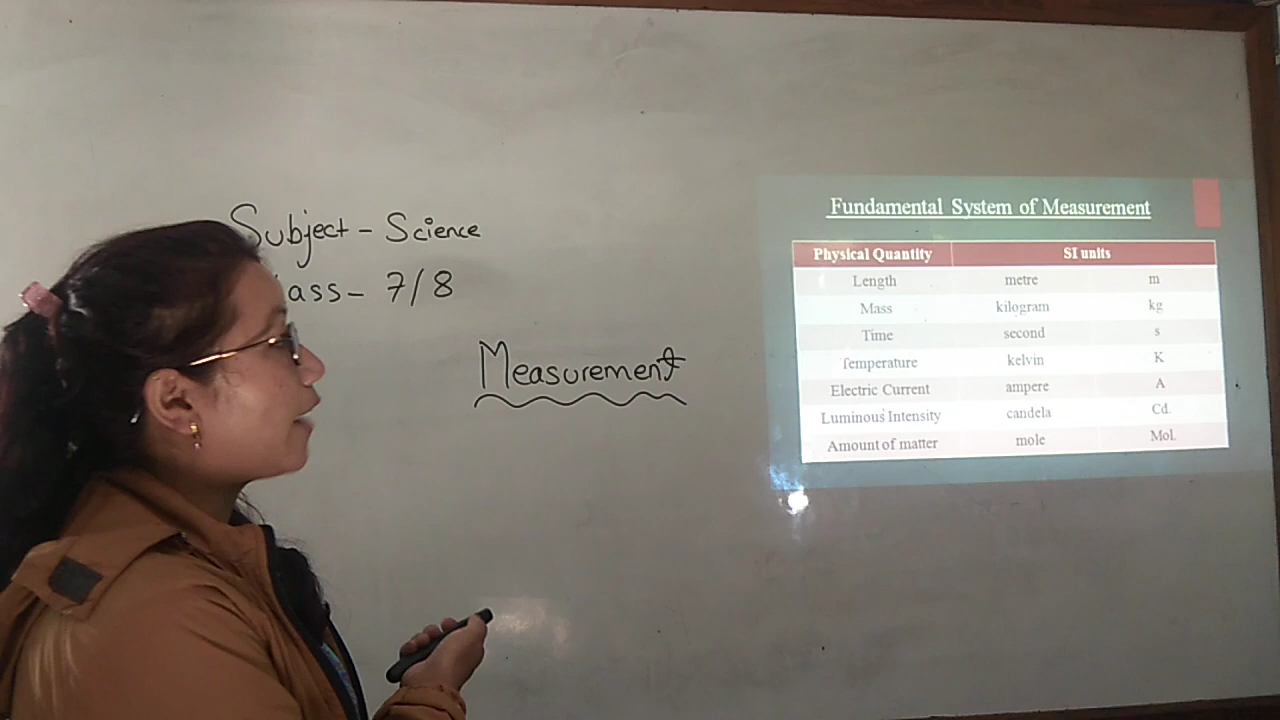 Subject - Science
ass - 7/8
Measurement
Fundamental System of Measurement
Physical Quantity SI units
Length metre m
Mass kilogram kg
Time second s
Temperature kelvin K
Electric Current ampere A
Luminous Intensity candela Cd.
Amount of matter mole Mol.